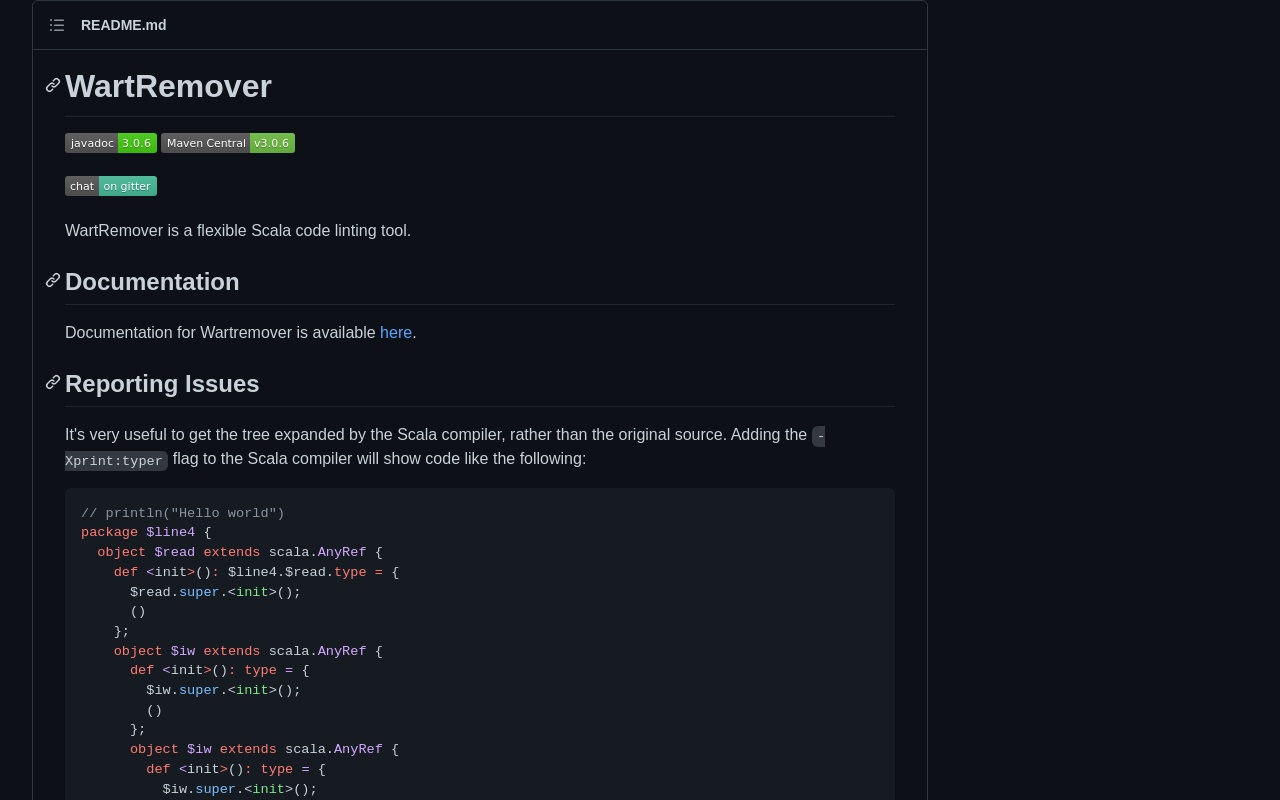 README.md
WartRemover
javadoc 3.0.6 Maven Central v3.0.6
chat on gitter
WartRemover is a flexible Scala code linting tool.
Documentation
Documentation for Wartremover is available here.
Reporting Issues
It's very useful to get the tree expanded by the Scala compiler, rather than the original source. Adding the -
Xprint:typer flag to the Scala compiler will show code like the following:
// println("Hello world")
package $line4 {
  object $read extends scala.AnyRef {
    def <init>(): $line4.$read.type = {
      $read.super.<init>();
      ()
    };
    object $iw extends scala.AnyRef {
      def <init>(): type = {
        $iw.super.<init>();
        ()
      };
      object $iw extends scala.AnyRef {
        def <init>(): type = {
          $iw.super.<init>();